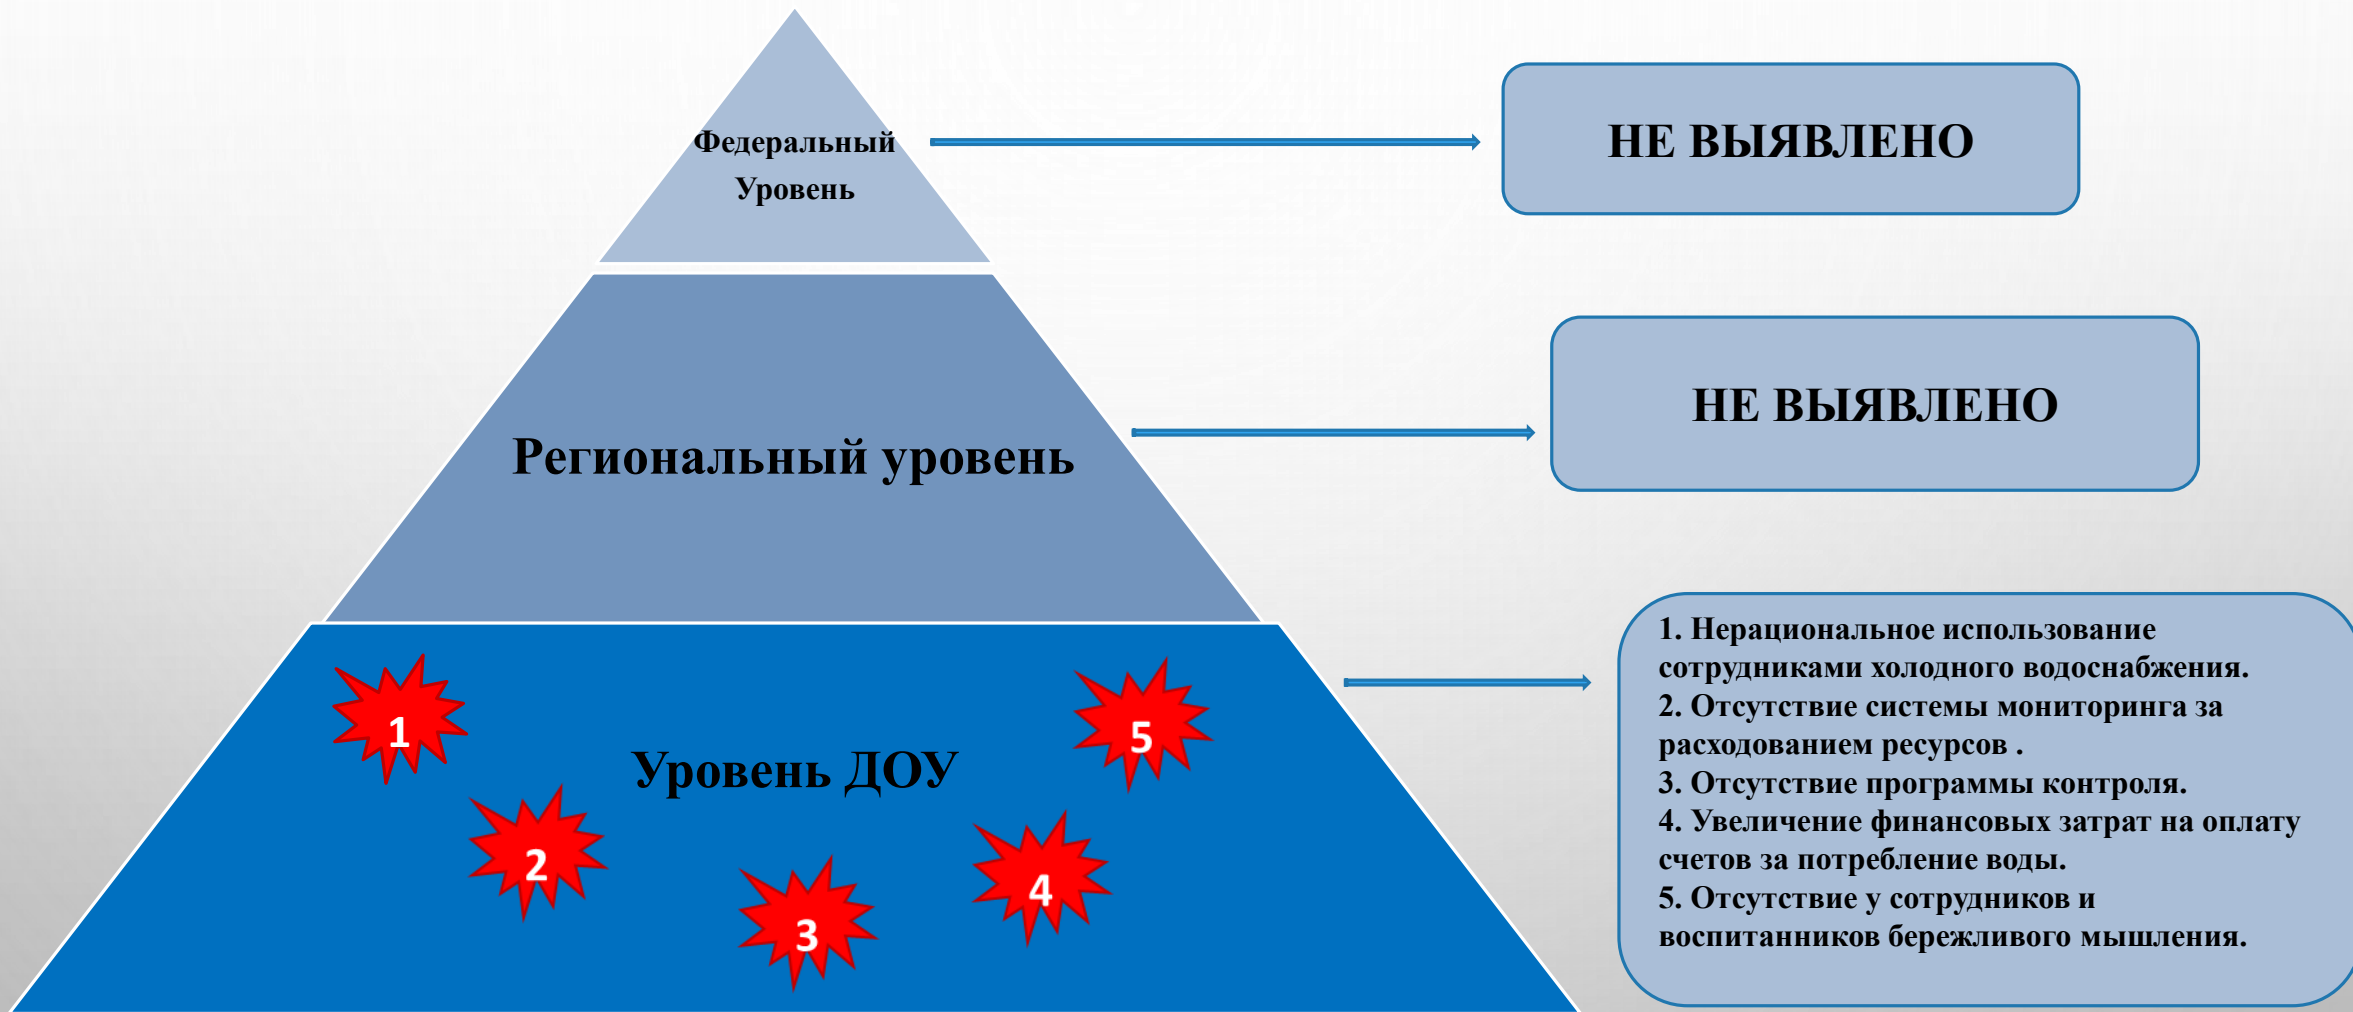 Федеральный
Уровень
НЕ ВЫЯВЛЕНО
Региональный уровень
НЕ ВЫЯВЛЕНО
Уровень ДОУ
1
2
3
4
5
1. Нерациональное использование
сотрудниками холодного водоснабжения.
2. Отсутствие системы мониторинга за
расходованием ресурсов .
3. Отсутствие программы контроля.
4. Увеличение финансовых затрат на оплату
счетов за потребление воды.
5. Отсутствие у сотрудников и
воспитанников бережливого мышления.